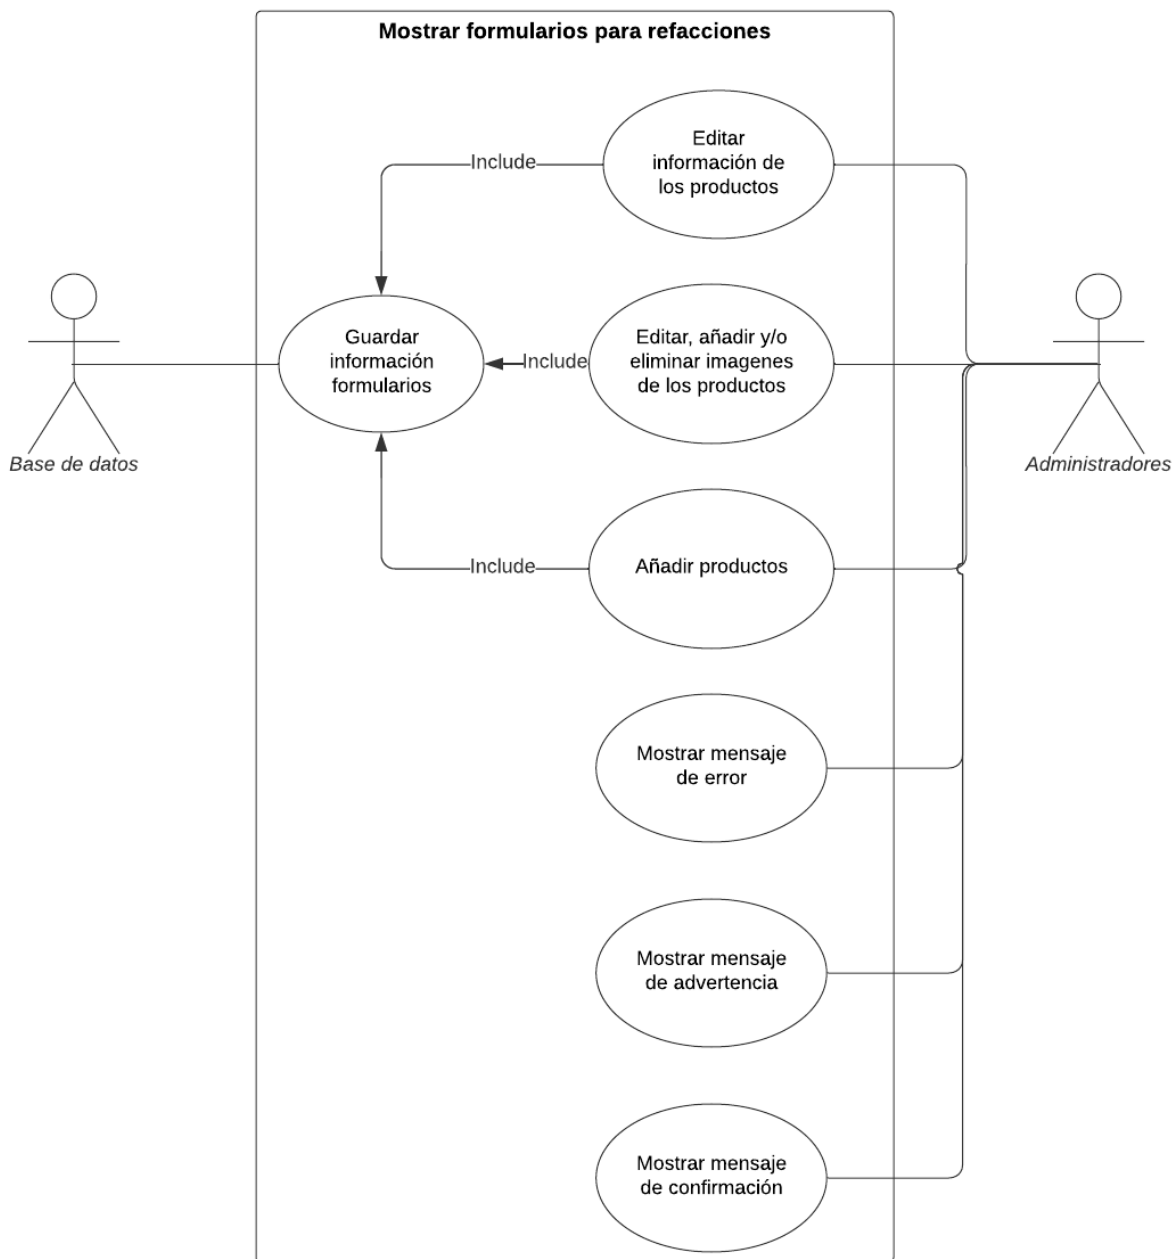 Mostrar formularios para refacciones
Editar
información de
los productos
Include
Guardar
información
formularios
Include
Editar, añadir y/o
eliminar imagenes
de los productos
Base de datos
Administradores
Include
Añadir productos
Mostrar mensaje
de error
Mostrar mensaje
de advertencia
Mostrar mensaje
de confirmación